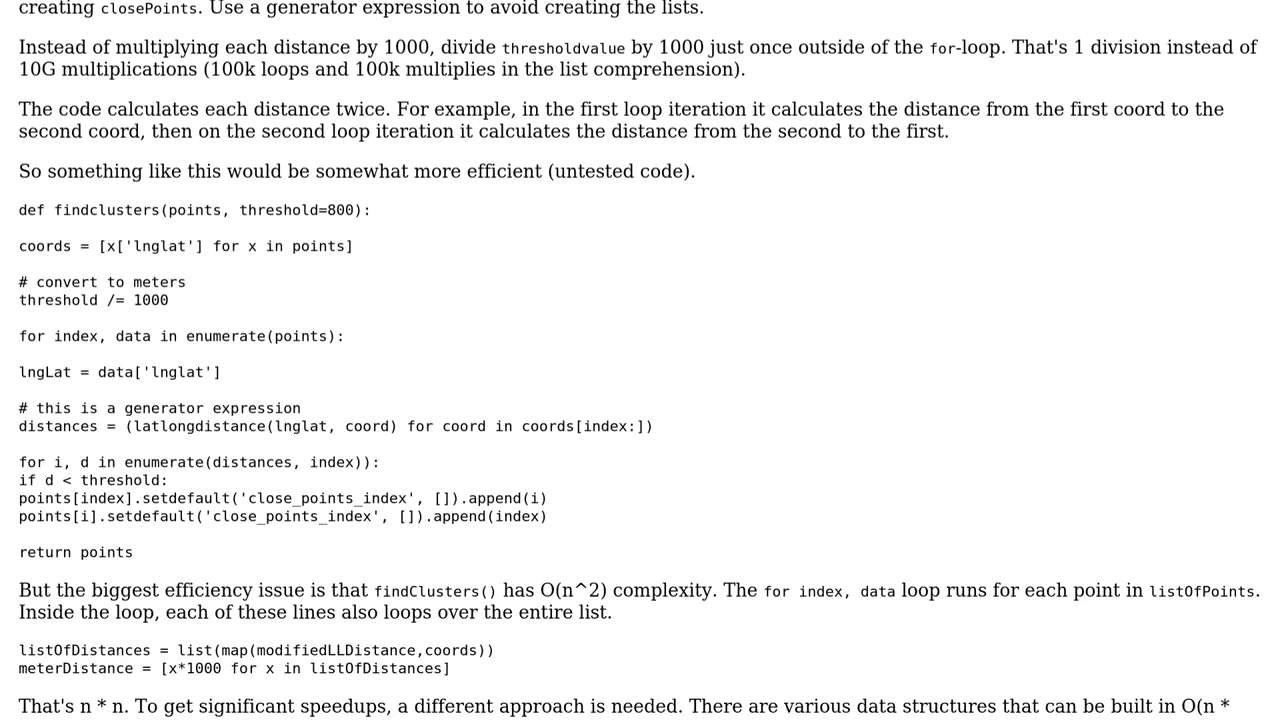 creating closePoints. Use a generator expression to avoid creating the lists.
Instead of multiplying each distance by 1000, divide thresholdvalue by 1000 just once outside of the for-loop. That's 1 division instead of
10G multiplications (100k loops and 100k multiplies in the list comprehension).
The code calculates each distance twice. For example, in the first loop iteration it calculates the distance from the first coord to the
second coord, then on the second loop iteration it calculates the distance from the second to the first.
So something like this would be somewhat more efficient (untested code).
def findclusters(points, threshold=800):
coords = [x['lnglat'] for x in points]
# convert to meters
threshold /= 1000
for index, data in enumerate(points):
lngLat = data['lnglat']
# this is a generator expression
distances = (latlongdistance(lnglat, coord) for coord in coords[index:])
for i, d in enumerate(distances, index)):
if d < threshold:
points[index].setdefault('close_points_index', []).append(i)
points[i].setdefault('close_points_index', []).append(index)
return points
But the biggest efficiency issue is that findClusters() has O(n^2) complexity. The for index, data loop runs for each point in listOfPoints.
Inside the loop, each of these lines also loops over the entire list.
listOfDistances = list(map(modifiedLLDistance,coords))
meterDistance = [x*1000 for x in listOfDistances]
That's n * n. To get significant speedups, a different approach is needed. There are various data structures that can be built in O(n *